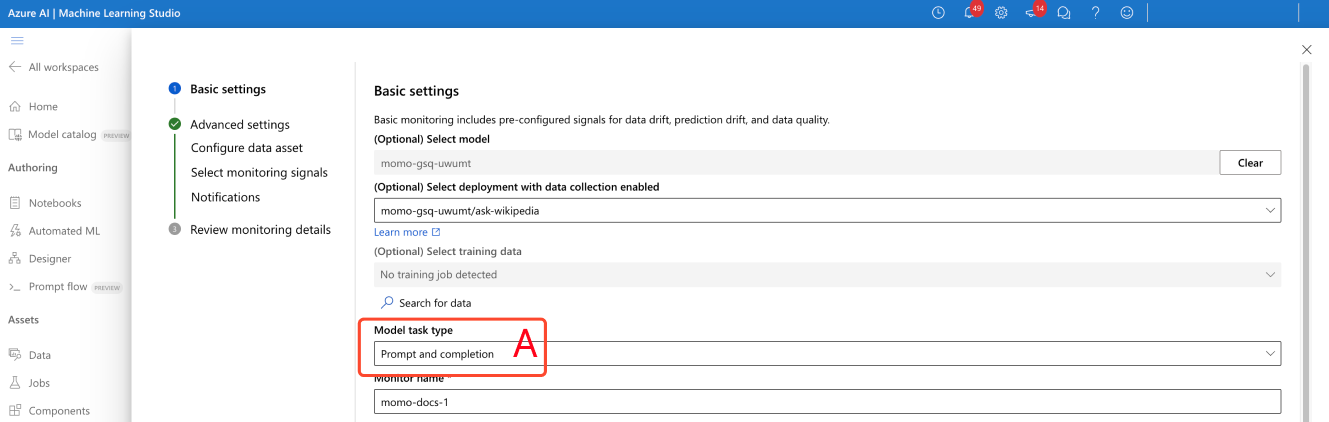 Azure AI | Machine Learning Studio
49
14
All workspaces
Home
Model catalog PREVIEW
Authoring
Notebooks
Automated ML
Designer
Prompt flow PREVIEW
Assets
Data
Jobs
Components
1 Basic settings
Advanced settings
Configure data asset
Select monitoring signals
Notifications
3 Review monitoring details
Basic settings
Basic monitoring includes pre-configured signals for data drift, prediction drift, and data quality.
(Optional) Select model
momo-gsq-uwumt
Clear
(Optional) Select deployment with data collection enabled
momo-gsq-uwumt/ask-wikipedia
Learn more
(Optional) Select training data
No training job detected
Search for data
Model task type
A
Prompt and completion
Monitor name *
momo-docs-1